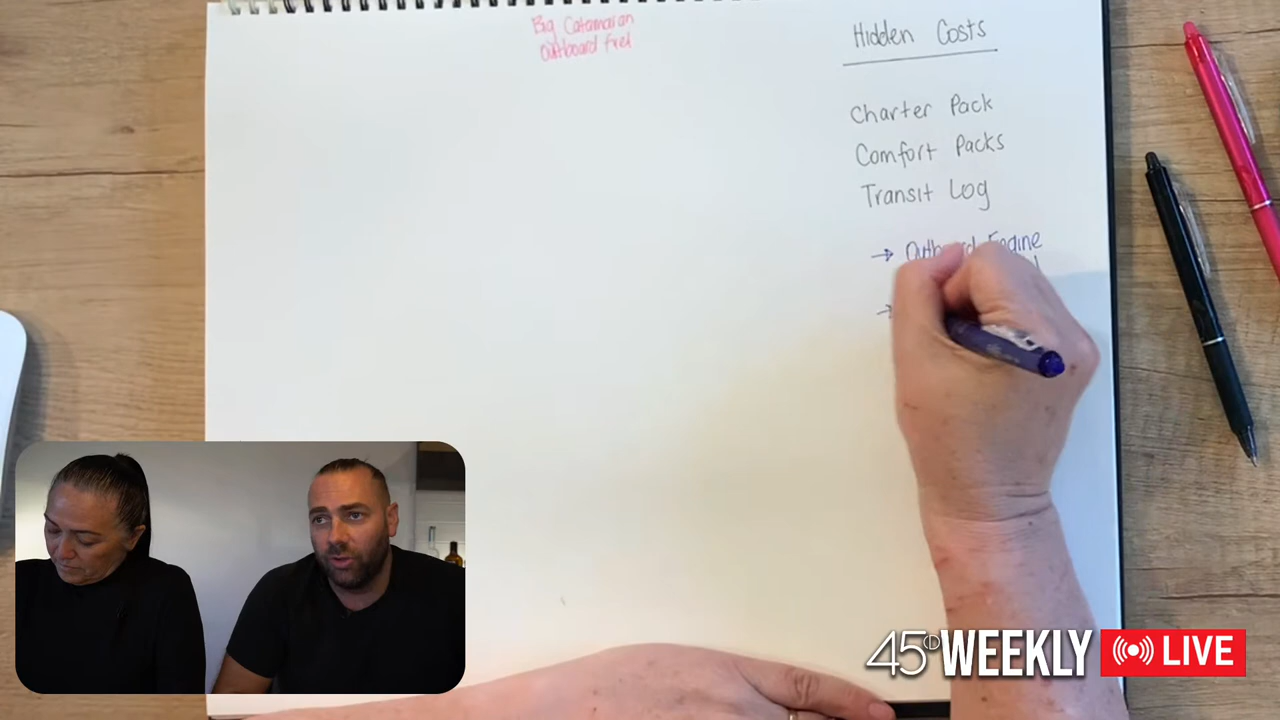 Big Catamaran
Outboard fuel
Hidden Costs
Charter Pack
Comfort Packs
Transit Log
→ Outboard Engine
→
45° WEEKLY LIVE